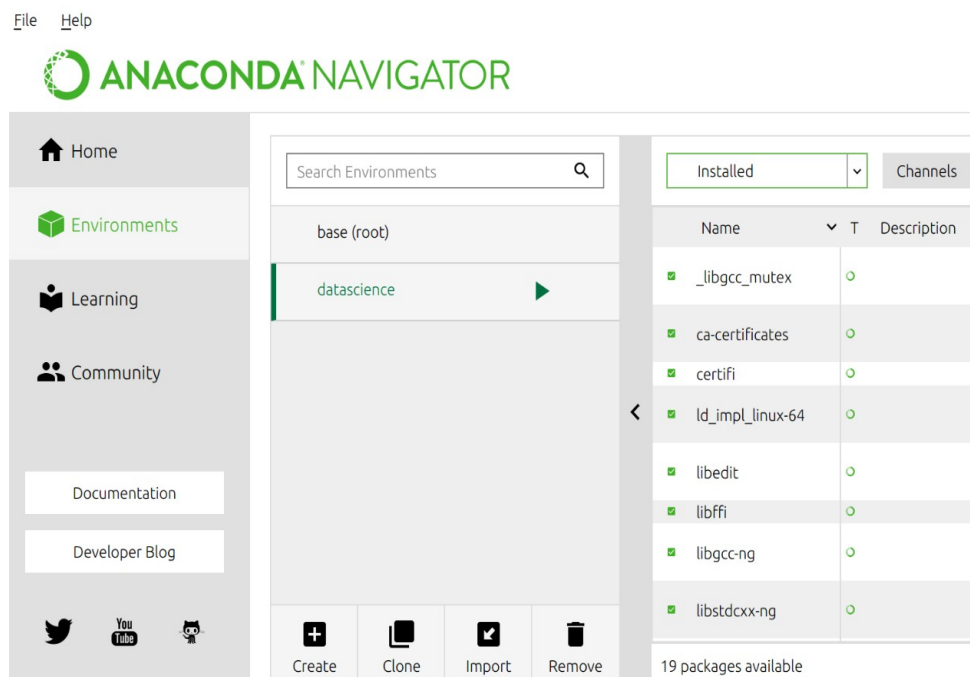 File Help
ANACONDA NAVIGATOR
Home
Environments
Learning
Community
Documentation
Developer Blog
You
Tube
Search Environments
base (root)
datascience
Create Clone Import Remove
Installed Channels
Name T Description
_libgcc_mutex
ca-certificates
certifi
ld_impl_linux-64
libedit
libffi
libgcc-ng
libstdcxx-ng
19 packages available